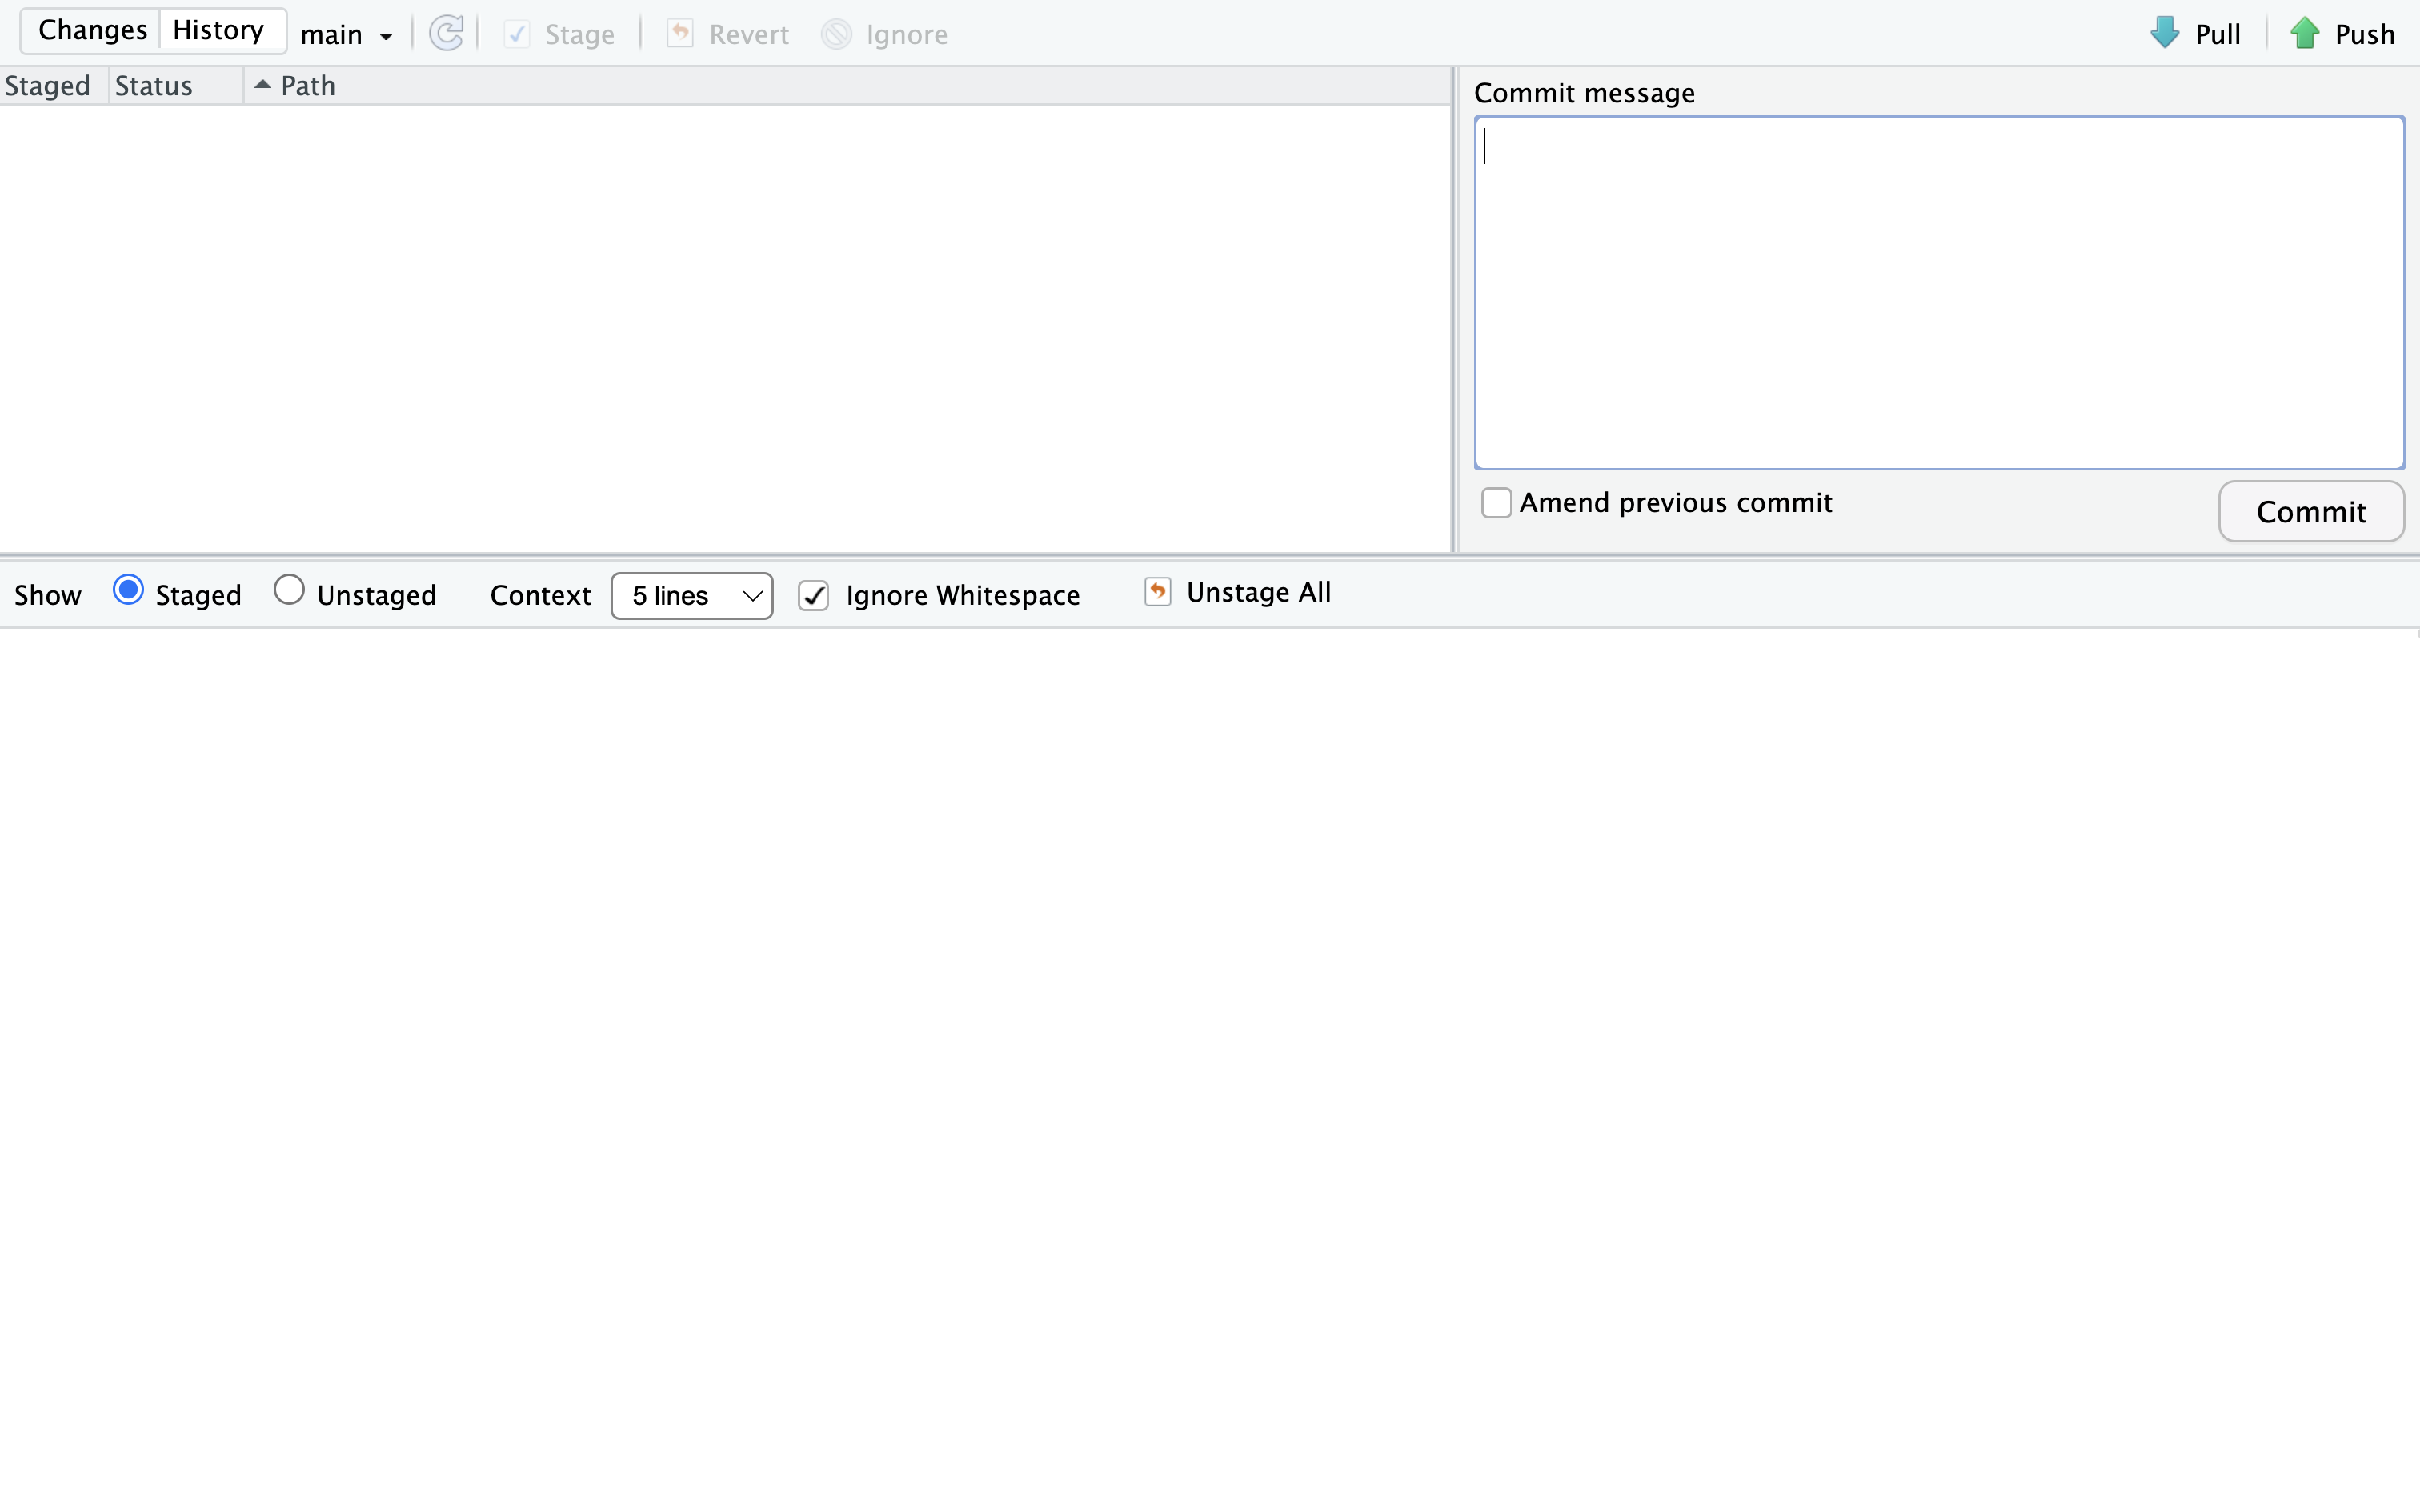 Changes History main Stage Revert Ignore Pull Push
Staged Status Path
Commit message
Amend previous commit Commit
Show Staged Unstaged Context 5 lines Ignore Whitespace Unstage All